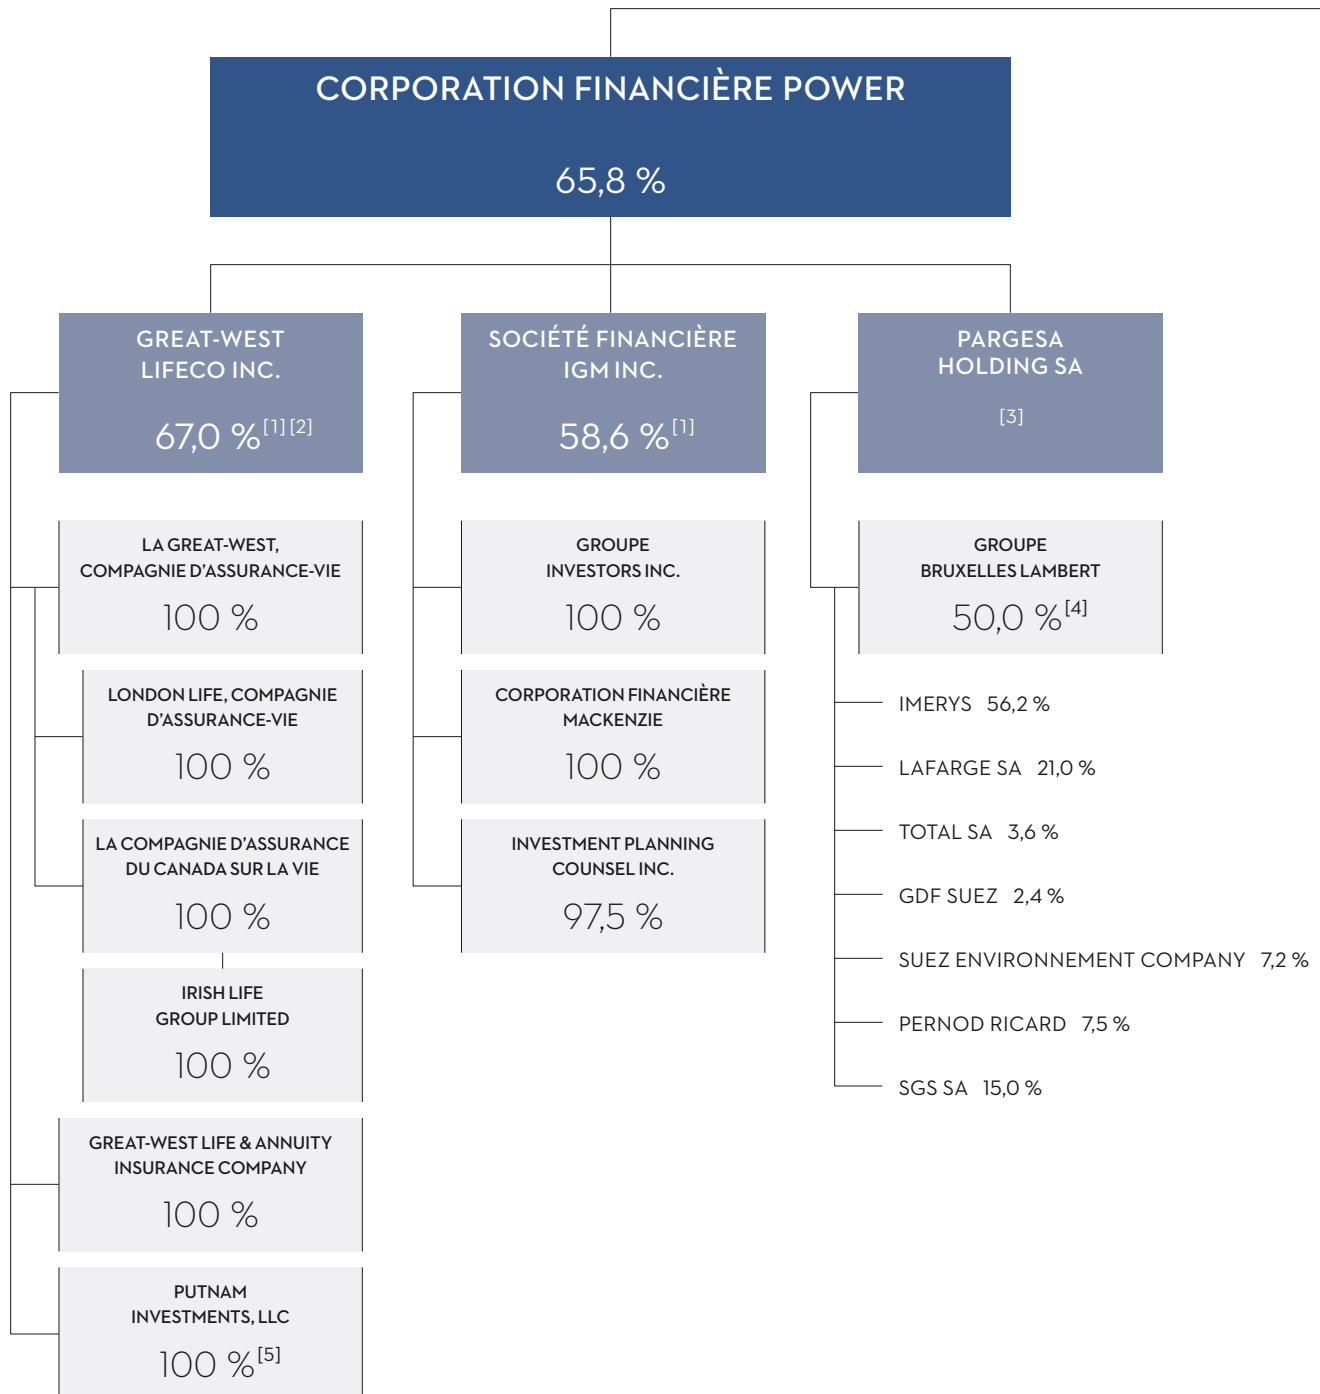 CORPORATION FINANCIÈRE POWER
65,8 %
GREAT-WEST
LIFECO INC.
67,0 % [1] [2]
LA GREAT-WEST,
COMPAGNIE D'ASSURANCE-VIE
100 %
LONDON LIFE, COMPAGNIE
D'ASSURANCE-VIE
100 %
LA COMPAGNIE D'ASSURANCE
DU CANADA SUR LA VIE
100 %
IRISH LIFE
GROUP LIMITED
100 %
GREAT-WEST LIFE & ANNUITY
INSURANCE COMPANY
100 %
PUTNAM
INVESTMENTS, LLC
100 % [5]
SOCIÉTÉ FINANCIÈRE
IGM INC.
58,6 % [1]
GROUPE
INVESTORS INC.
100 %
CORPORATION FINANCIÈRE
MACKENZIE
100 %
INVESTMENT PLANNING
COUNSEL INC.
97,5 %
PARGESA
HOLDING SA
[3]
GROUPE
BRUXELLES LAMBERT
50,0 % [4]
IMERYS 56,2 %
LAFARGE SA 21,0 %
TOTAL SA 3,6 %
GDF SUEZ 2,4 %
SUEZ ENVIRONNEMENT COMPANY 7,2 %
PERNOD RICARD 7,5 %
SGS SA 15,0 %